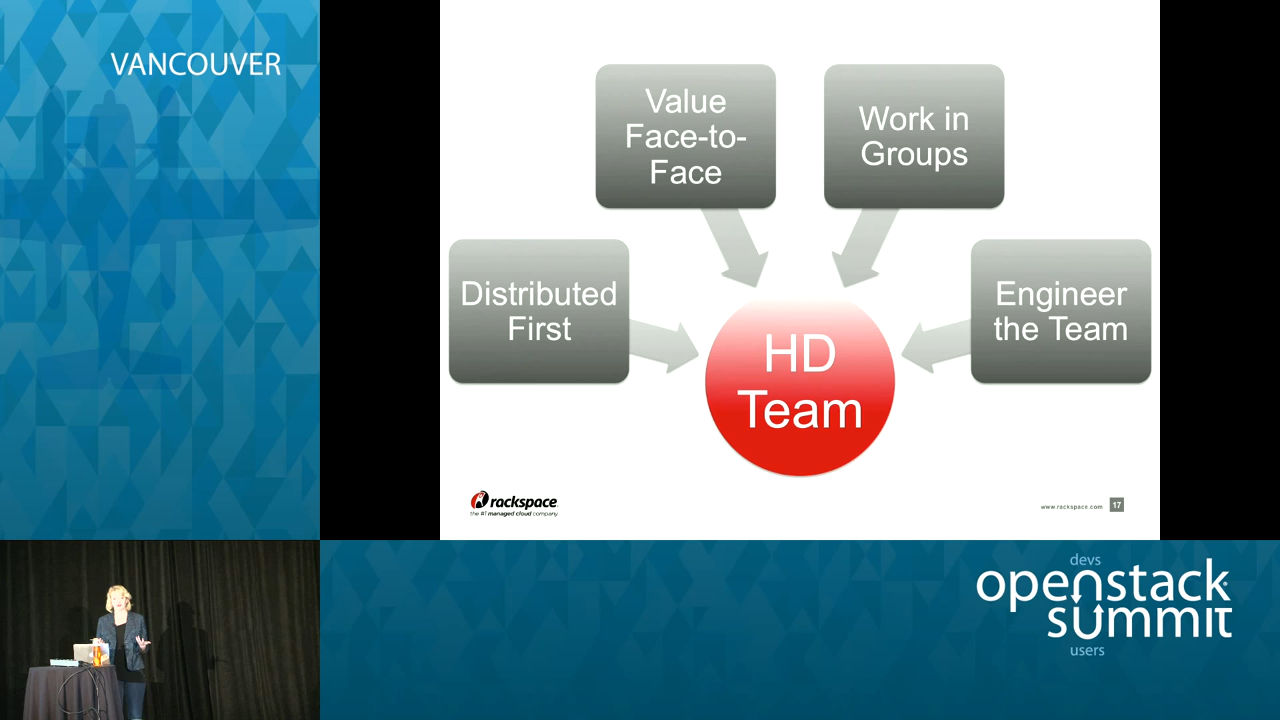 VANCOUVER
Value
Face-to-
Face
Work in
Groups
Distributed
First
Engineer
the Team
HD
Team
rackspace
the #1 managed cloud company
www.rackspace.com 17
devs
openstack
summit
users